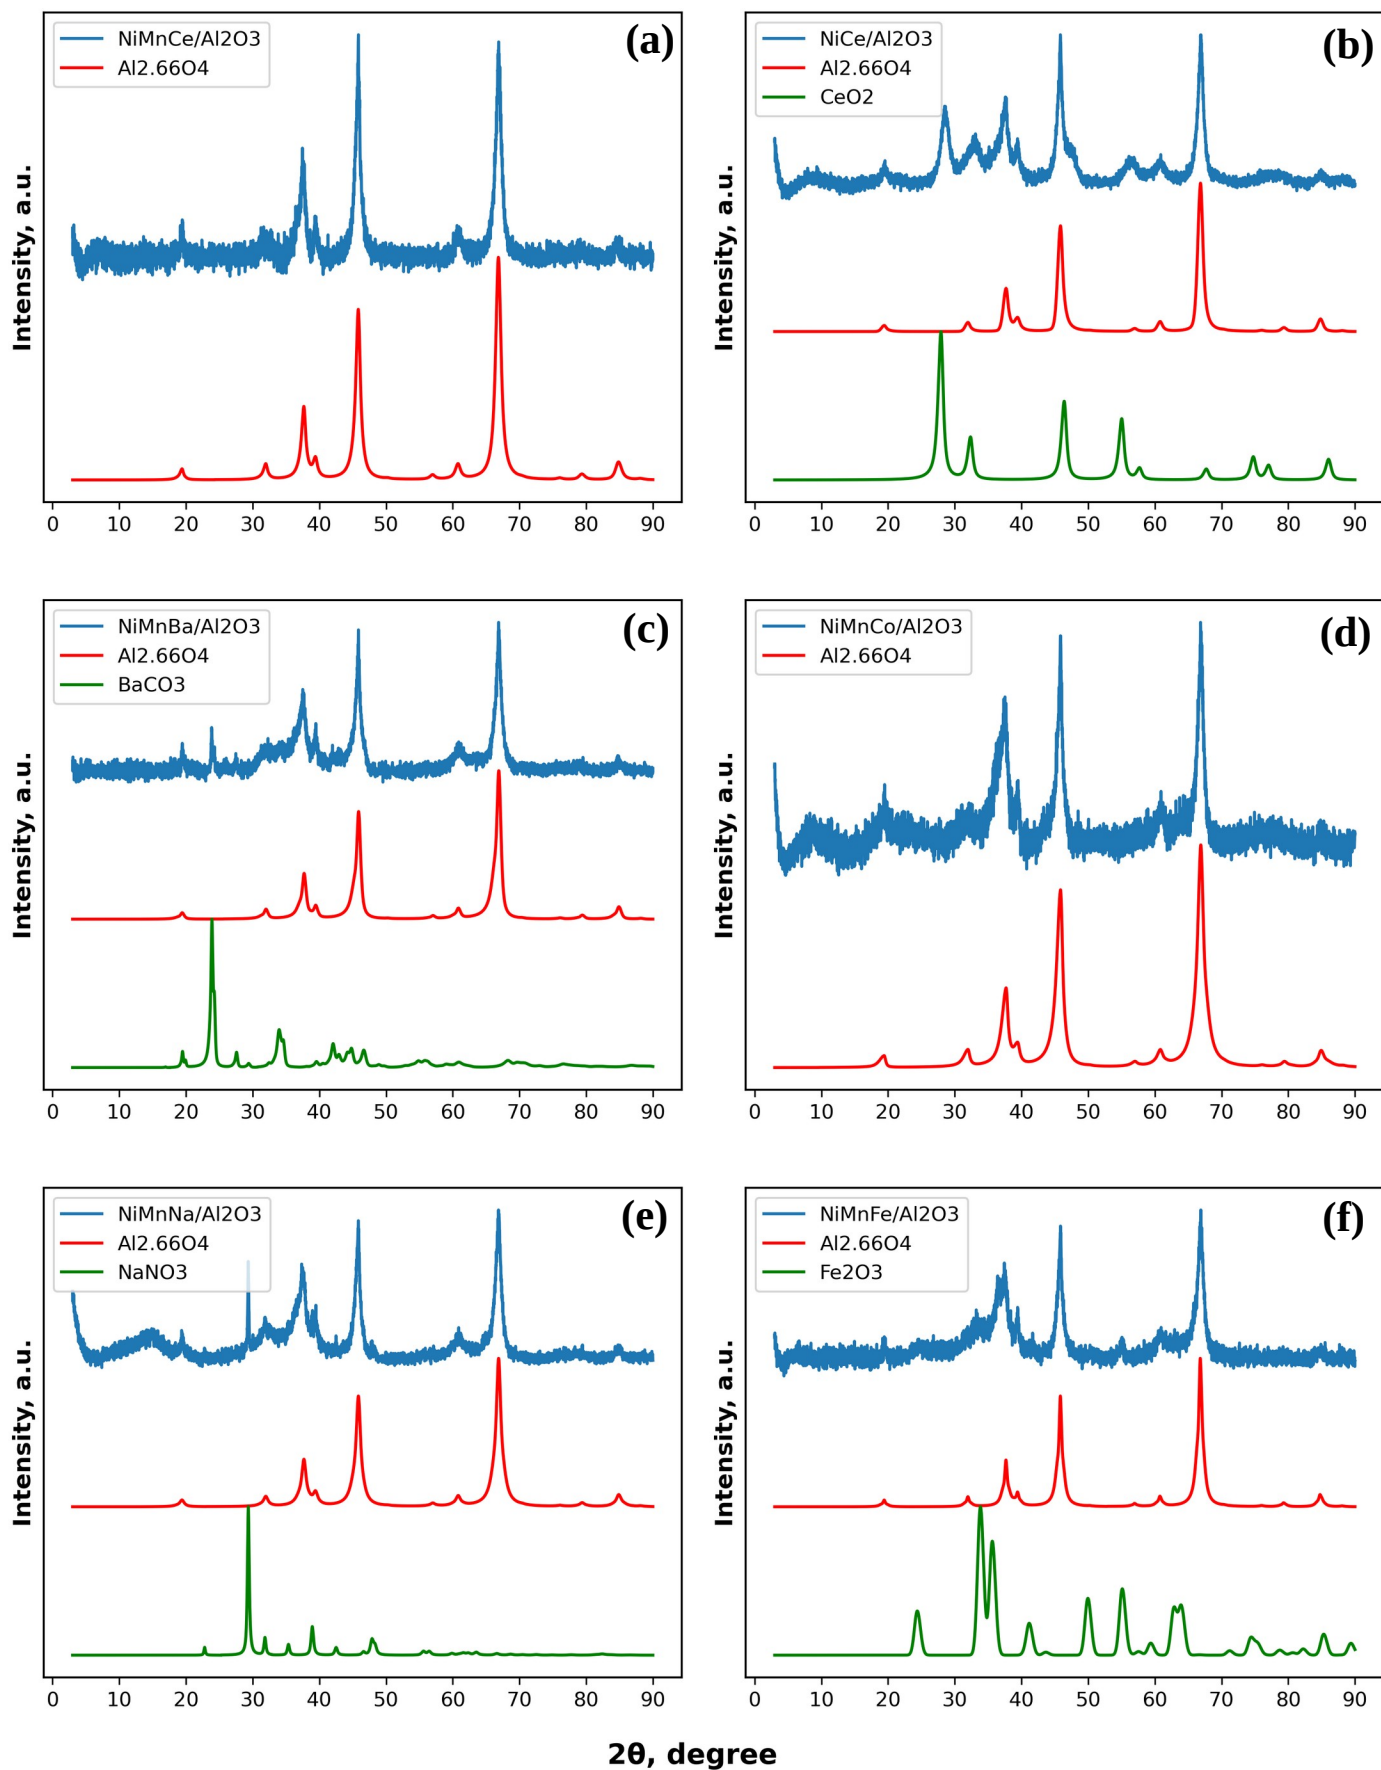 NiMnCe/Al2O3
Al2.66O4
(a)
Intensity, a.u.
0 10 20 30 40 50 60 70 80 90
NiCe/Al2O3
Al2.66O4
CeO2
(b)
Intensity, a.u.
0 10 20 30 40 50 60 70 80 90
NiMnBa/Al2O3
Al2.66O4
BaCO3
(c)
Intensity, a.u.
0 10 20 30 40 50 60 70 80 90
NiMnCo/Al2O3
Al2.66O4
(d)
Intensity, a.u.
0 10 20 30 40 50 60 70 80 90
NiMnNa/Al2O3
Al2.66O4
NaNO3
(e)
Intensity, a.u.
0 10 20 30 40 50 60 70 80 90
NiMnFe/Al2O3
Al2.66O4
Fe2O3
(f)
Intensity, a.u.
0 10 20 30 40 50 60 70 80 90
2θ, degree